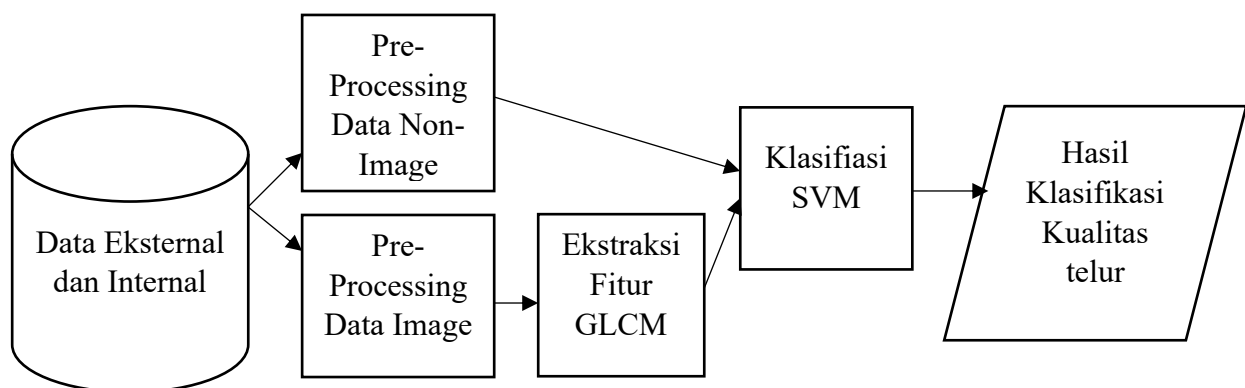 Data Eksternal
dan Internal
Pre-
Processing
Data Non-
Image
Pre-
Processing
Data Image
Ekstraksi
Fitur
GLCM
Klasifiasi
SVM
Hasil
Klasifikasi
Kualitas
telur